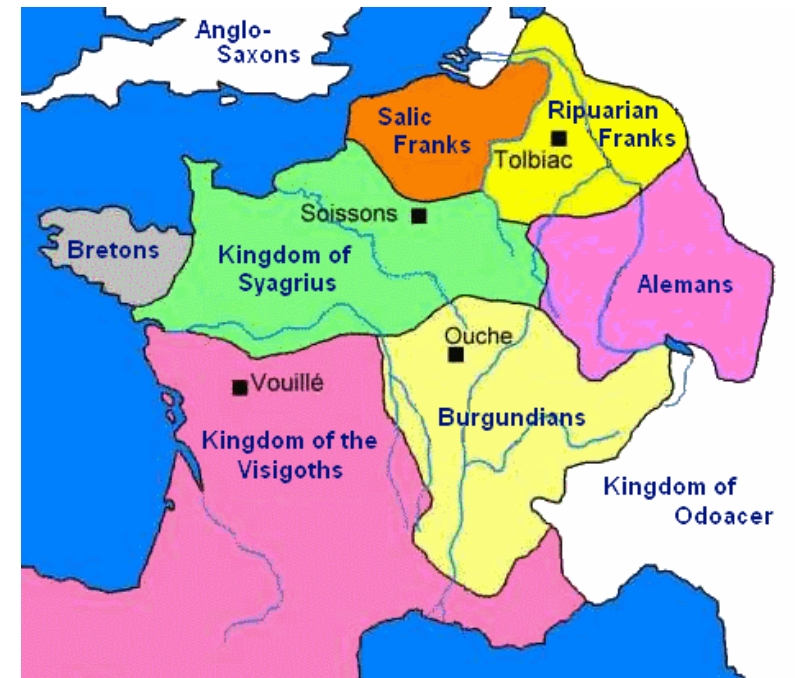 Anglo-
Saxons
Salic
Franks
Ripuarian
Franks
Tolbiac
Soissons
Bretons
Kingdom of
Syagrius
Alemans
Ouche
Vouillé
Burgundians
Kingdom of the
Visigoths
Kingdom of
Odoacer